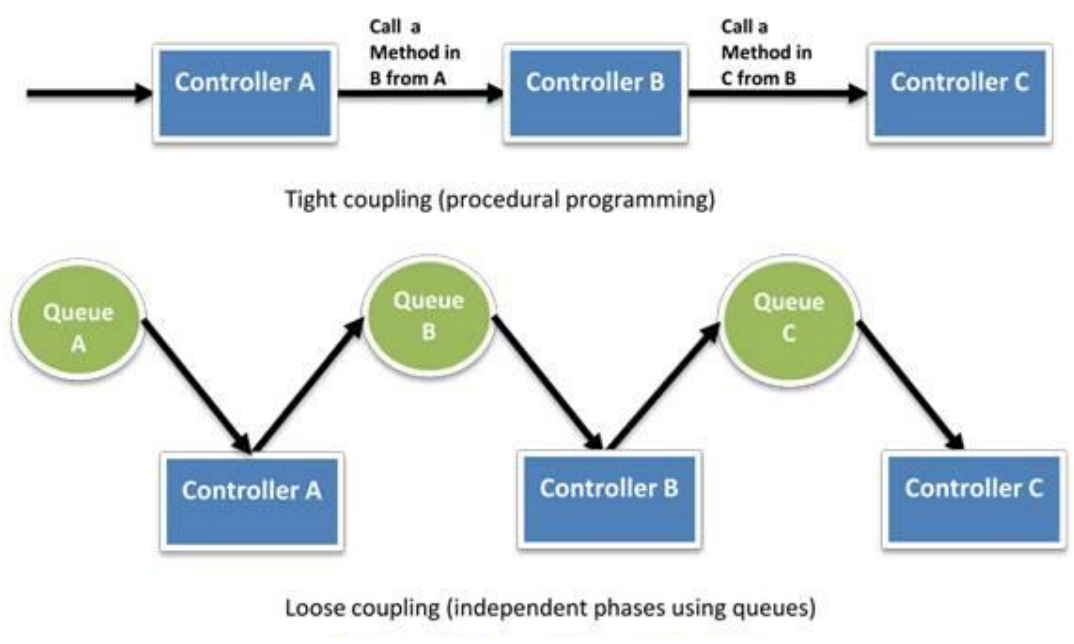 Call a
Method in
B from A
Call a
Method in
C from B
Controller A
Controller B
Controller C
Tight coupling (procedural programming)
Queue
A
Queue
B
Queue
C
Controller A
Controller B
Controller C
Loose coupling (independent phases using queues)